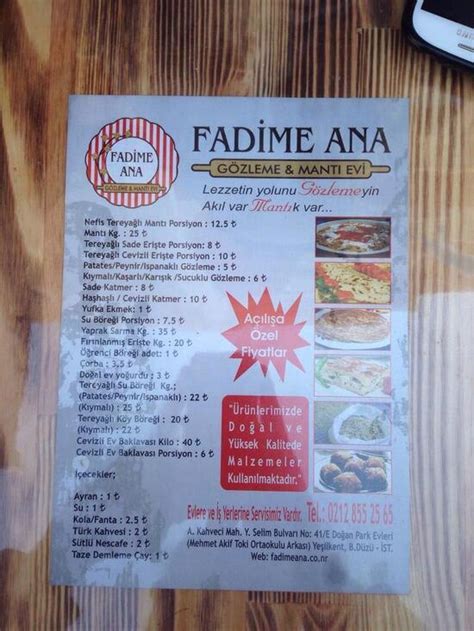 FADİME
ANA
GÖZLEME & MANTI EVİ
FADİME ANA
GÖZLEME & MANTI EVİ
Lezzetin yolunu Gözlemeyin
Akıl var Mantık var...
Nefis Tereyağlı Mantı Porsiyon : 12.5 ₺
Mantı Kg. : 25 ₺
Tereyağlı Sade Erişte Porsiyon: 8 ₺
Tereyağlı Cevizli Erişte Porsiyon : 10 ₺
Patates/Peynir/Ispanaklı Gözleme : 5 ₺
Kıymalı/Kaşarlı/Karışık/Sucuklu Gözleme : 6 ₺
Sade Katmer : 8 ₺
Haşhaşlı / Cevizli Katmer : 10 ₺
Yufka Ekmek: 1 ₺
Su Böreği Porsiyon : 7,5 ₺
Yaprak Sarma Kg. : 35 ₺
Fırınlanmış Erişte Kg. : 20 ₺
Öğrenci Böreği adet: 1 ₺
Çorba : 3,5 ₺
Doğal ev yoğurdu : 3 ₺
Tereyağlı Su Böreği Kg.;
(Patates/Peynir/Ispanaklı) : 22 ₺
(Kıymalı) : 25 ₺
Tereyağlı Köy Böreği : 20 ₺
(Kıymalı) : 22 ₺
Cevizli Ev Baklavası Kilo : 40 ₺
Cevizli Ev Baklavası Porsiyon : 6 ₺
Açılışa
Özel
Fiyatlar
"Ürünlerimizde
Doğal ve
Yüksek Kalitede
Malzemeler
Kullanılmaktadır."
İçecekler;
Ayran : 1 ₺
Su : 1 ₺
Kola/Fanta : 2.5 ₺
Türk Kahvesi : 2 ₺
Sütlü Nescafe : 2 ₺
Taze Demleme Çay: 1 ₺
Evlere ve İş Yerlerine Servisimiz Vardır. Tel.: 0212 855 25 65
A. Kahveci Mah, Y. Selim Bulvarı No: 41/E Doğan Park Evleri
(Mehmet Akif Toki Ortaokulu Arkası) Yeşilkent, B.Düzü - İST.
Web: fadimeana.co.nr